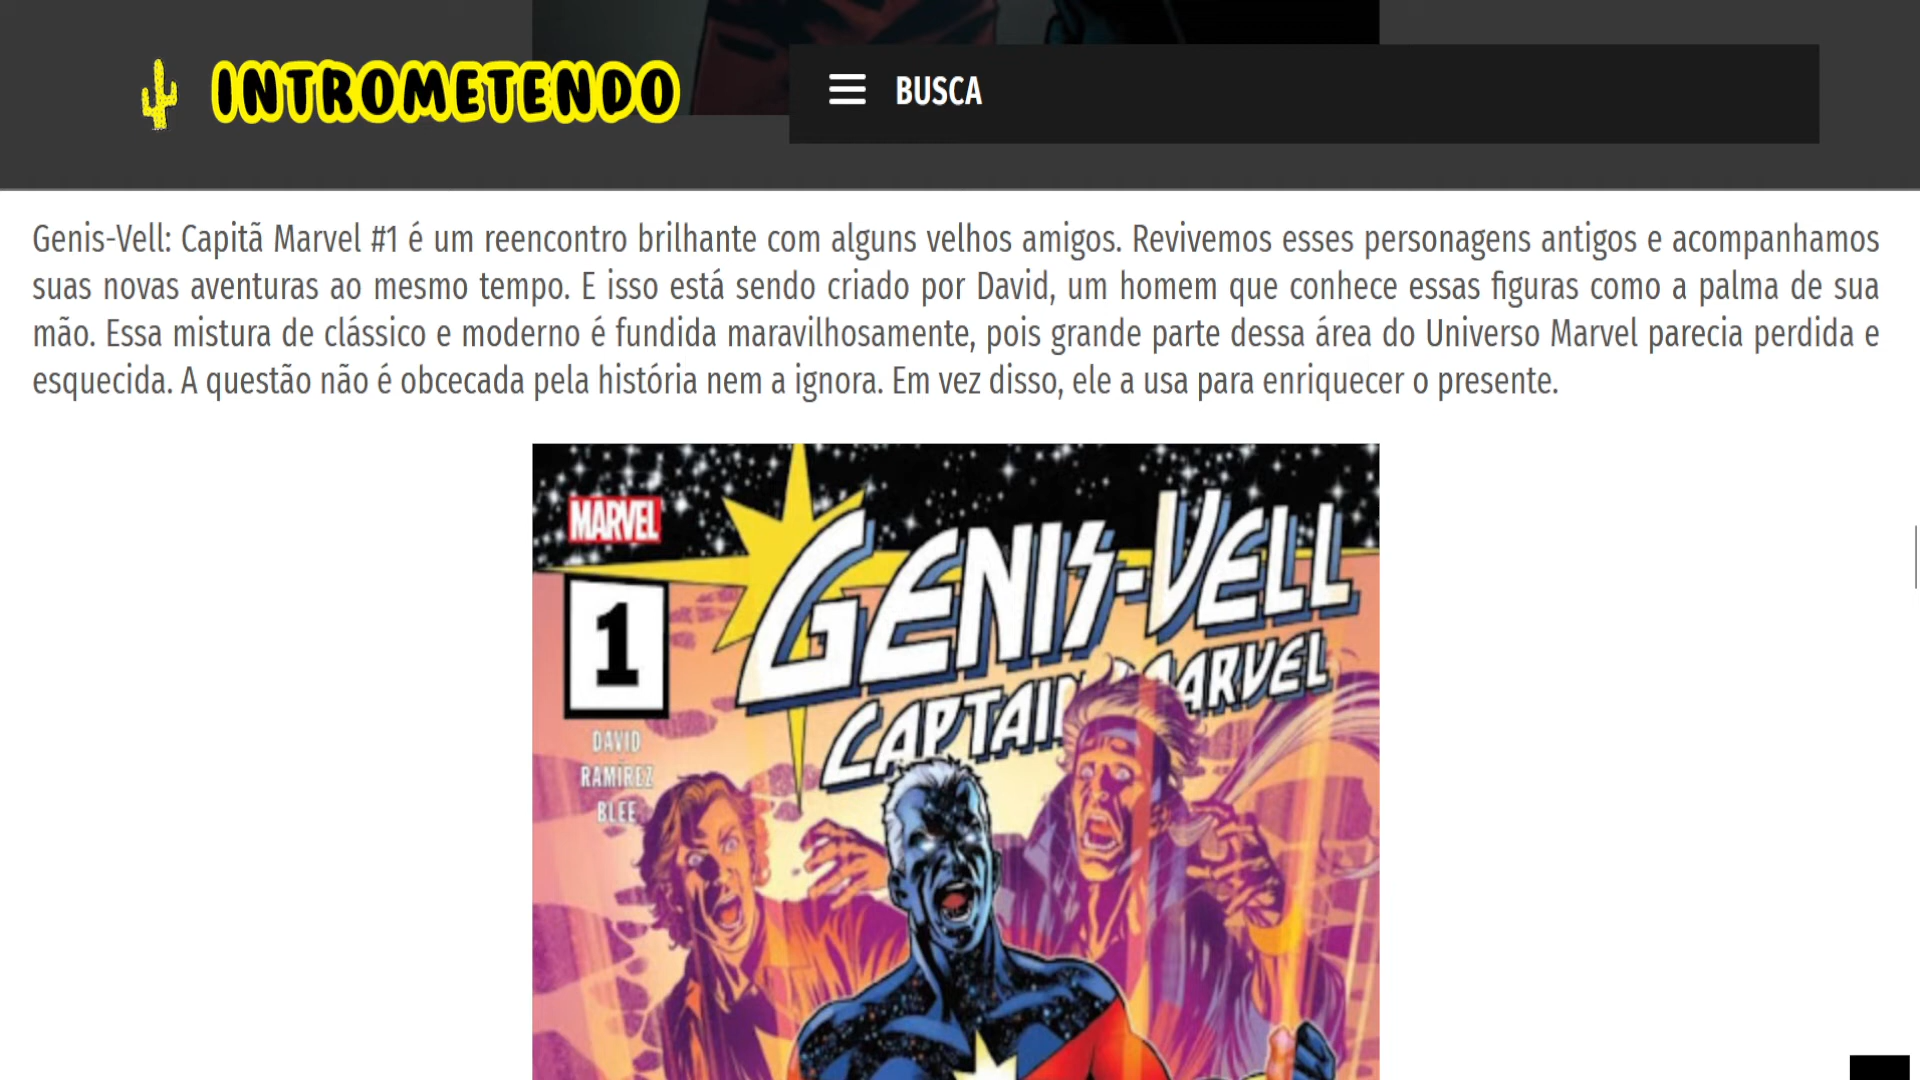 INTROMETENDO
BUSCA
Genis-Vell: Capitã Marvel #1 é um reencontro brilhante com alguns velhos amigos. Revivemos esses personagens antigos e acompanhamos
suas novas aventuras ao mesmo tempo. E isso está sendo criado por David, um homem que conhece essas figuras como a palma de sua
mão. Essa mistura de clássico e moderno é fundida maravilhosamente, pois grande parte dessa área do Universo Marvel parecia perdida e
esquecida. A questão não é obcecada pela história nem a ignora. Em vez disso, ele a usa para enriquecer o presente.
MARVEL
GENIS-VELL
CAPTAIN MARVEL
1
DAVID
RAMÍREZ
BLEE